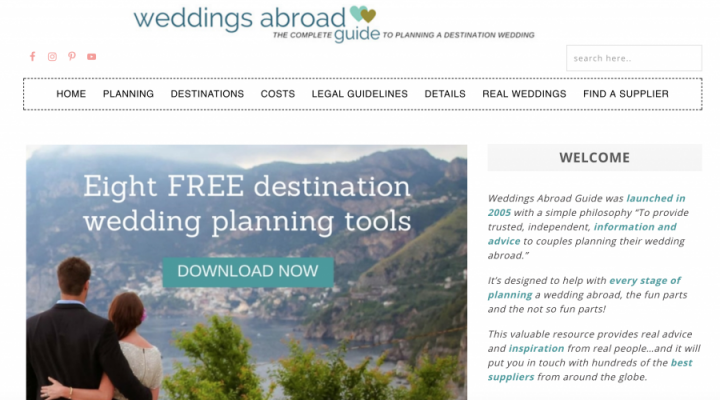 weddings abroad
guide
THE COMPLETE TO PLANNING A DESTINATION WEDDING
search here..
HOME PLANNING DESTINATIONS COSTS LEGAL GUIDELINES DETAILS REAL WEDDINGS FIND A SUPPLIER
Eight FREE destination
wedding planning tools
DOWNLOAD NOW
WELCOME
Weddings Abroad Guide was launched in
2005 with a simple philosophy “To provide
trusted, independent, information and
advice to couples planning their wedding
abroad.”
It’s designed to help with every stage of
planning a wedding abroad, the fun parts
and the not so fun parts!
This valuable resource provides real advice
and inspiration from real people…and it will
put you in touch with hundreds of the best
suppliers from around the globe.